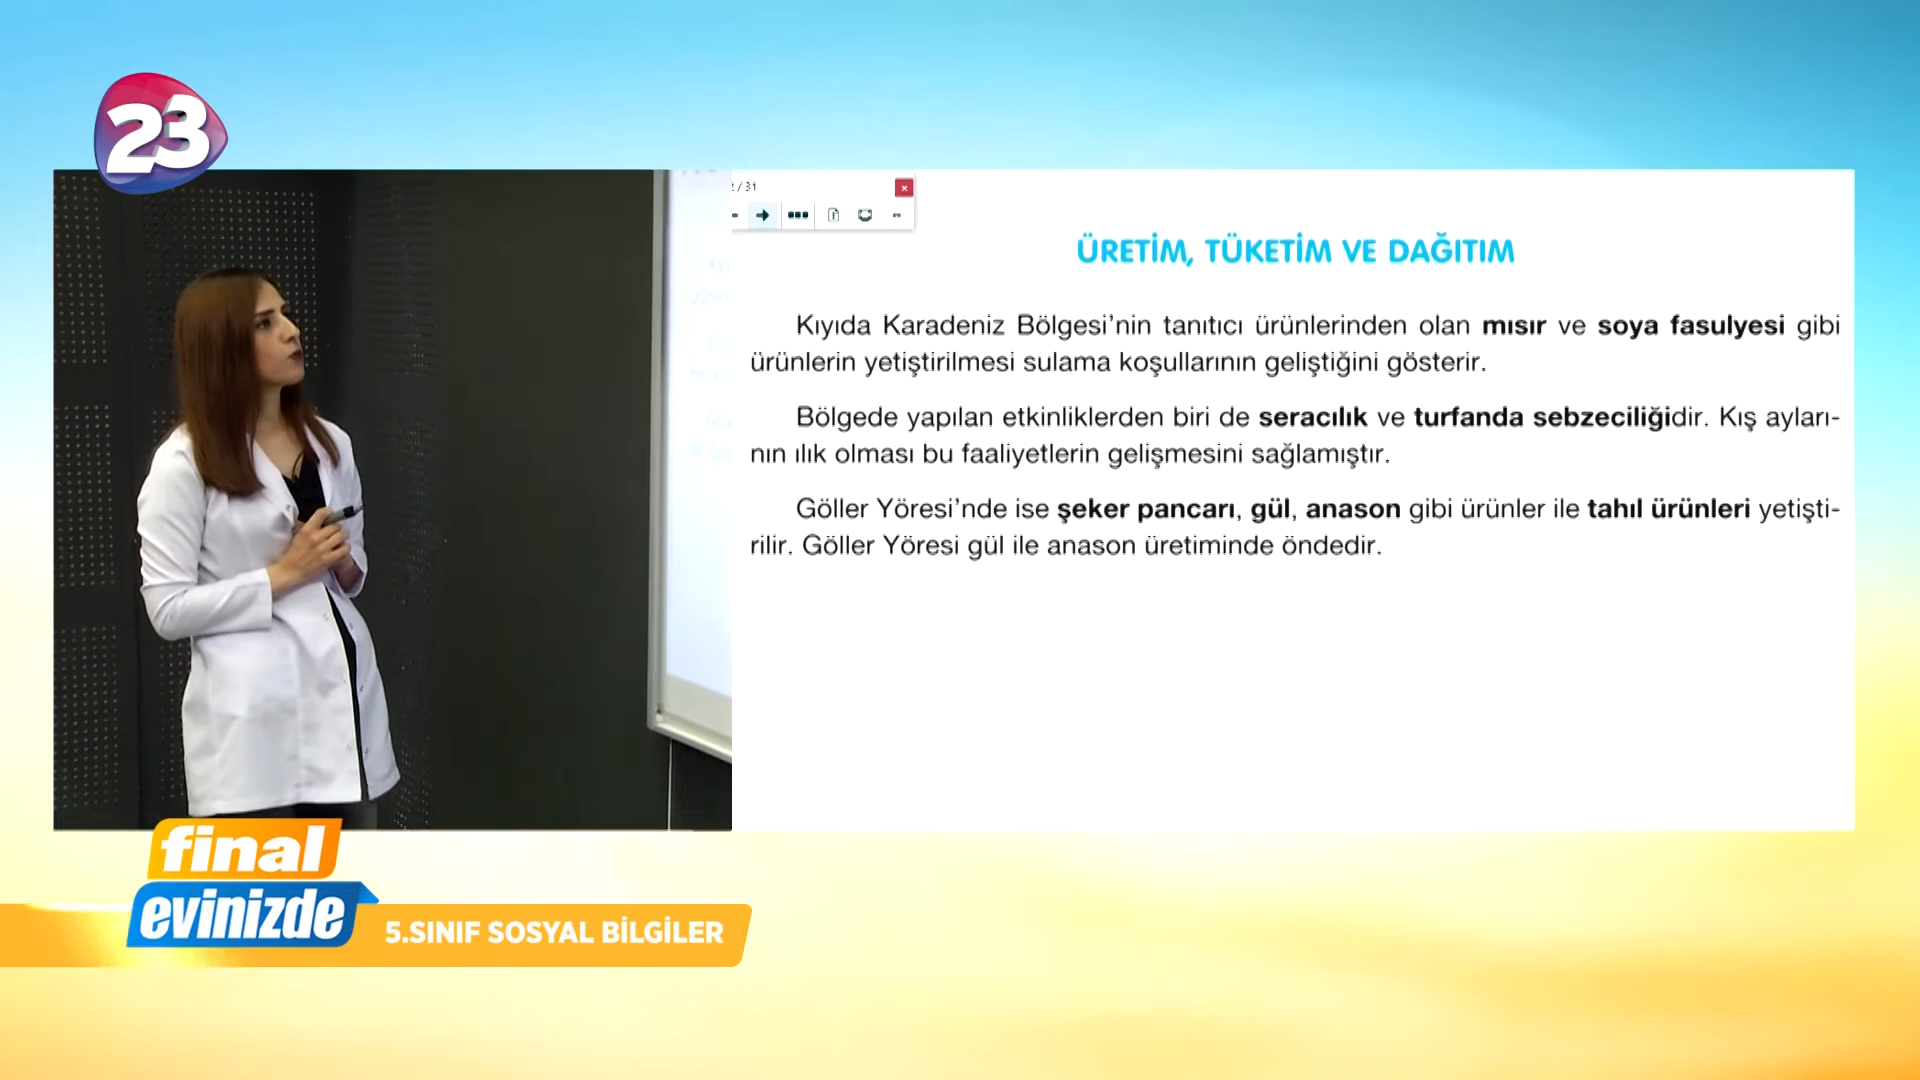 23
2 / 31
ÜRETİM, TÜKETİM VE DAĞITIM
Kıyıda Karadeniz Bölgesi’nin tanıtıcı ürünlerinden olan mısır ve soya fasulyesi gibi
ürünlerin yetiştirilmesi sulama koşullarının geliştiğini gösterir.
Bölgede yapılan etkinliklerden biri de seracılık ve turfanda sebzeciliğidir. Kış ayları-
nın ılık olması bu faaliyetlerin gelişmesini sağlamıştır.
Göller Yöresi’nde ise şeker pancarı, gül, anason gibi ürünler ile tahıl ürünleri yetişti-
rilir. Göller Yöresi gül ile anason üretiminde öndedir.
final
evinizde
5.SINIF SOSYAL BİLGİLER